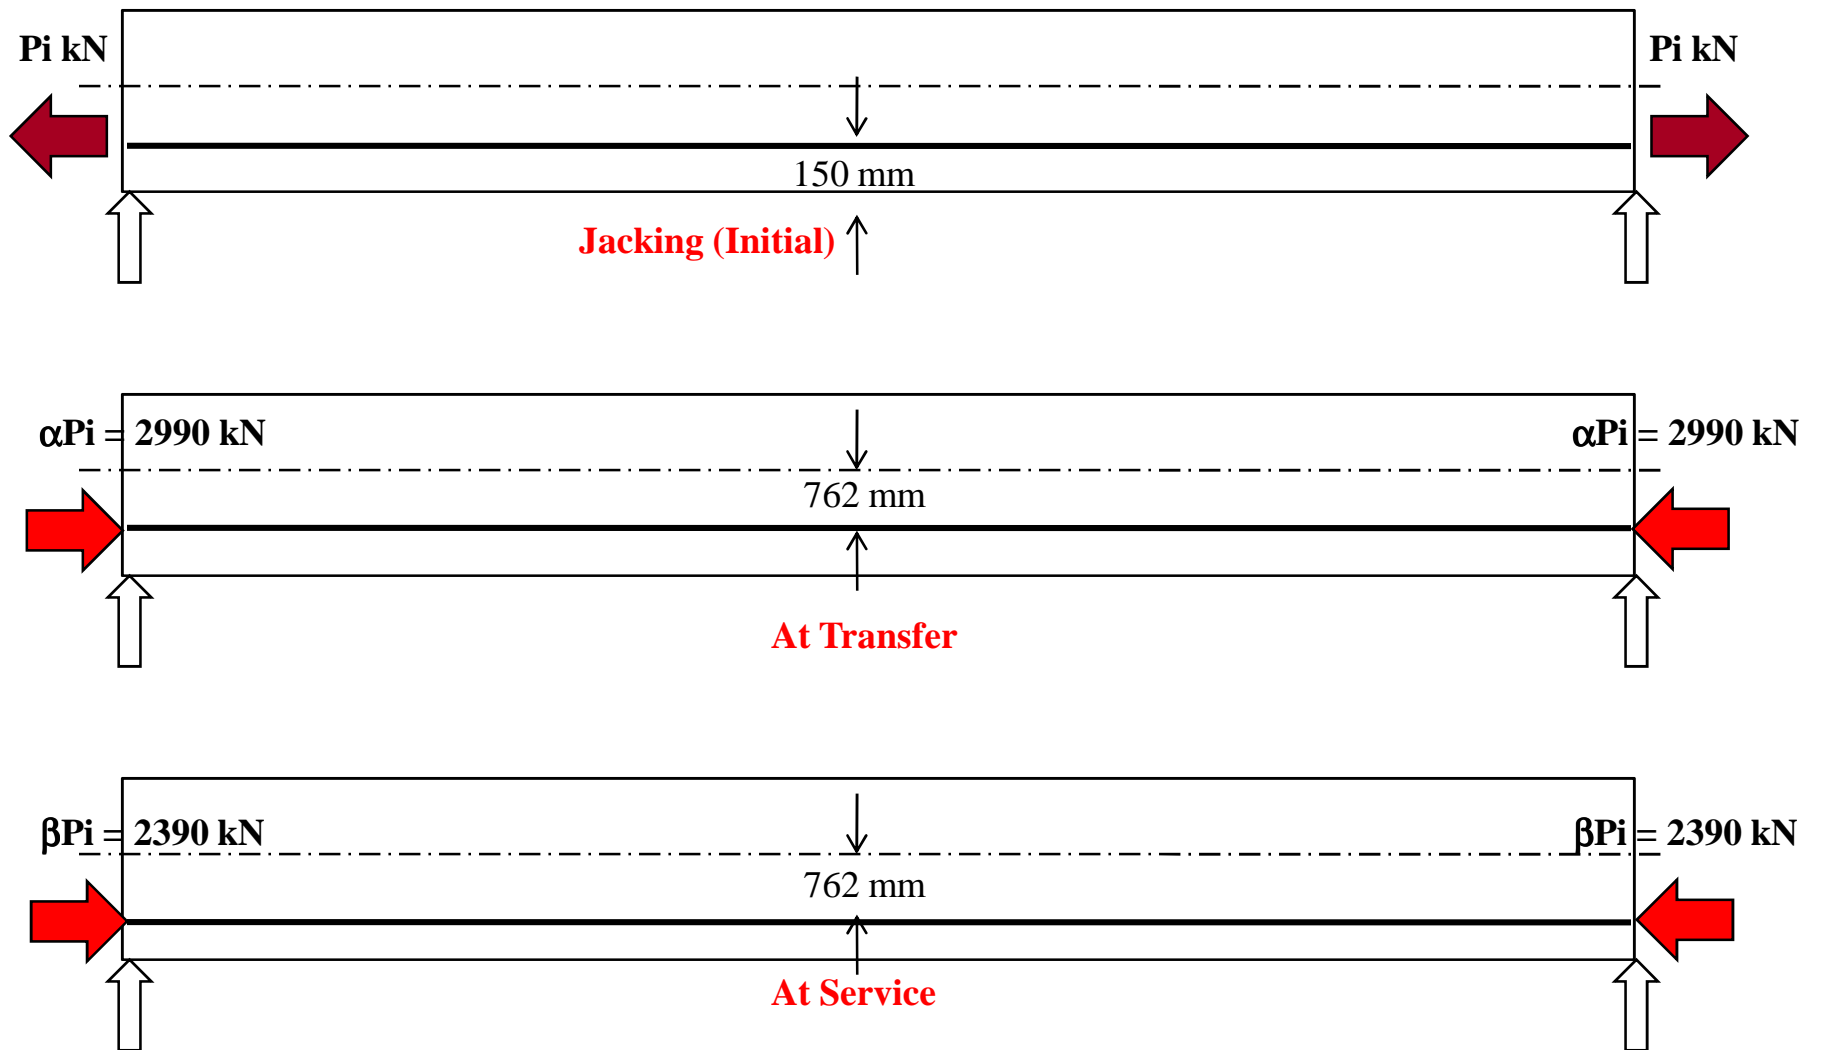 Pi kN
Pi kN
150 mm
Jacking (Initial)
αPi = 2990 kN
αPi = 2990 kN
762 mm
At Transfer
βPi = 2390 kN
βPi = 2390 kN
762 mm
At Service